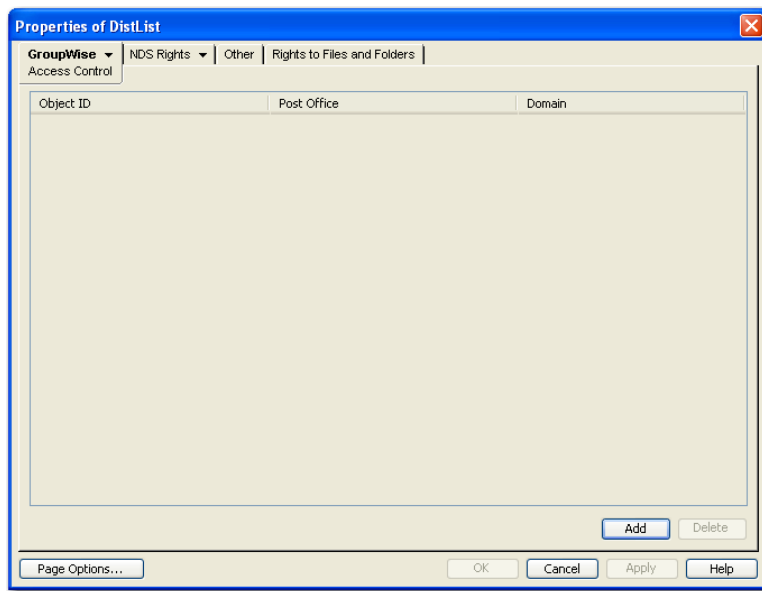 Properties of DistList
GroupWise NDS Rights Other Rights to Files and Folders
Access Control
Object ID Post Office Domain
Add Delete
Page Options... OK Cancel Apply Help